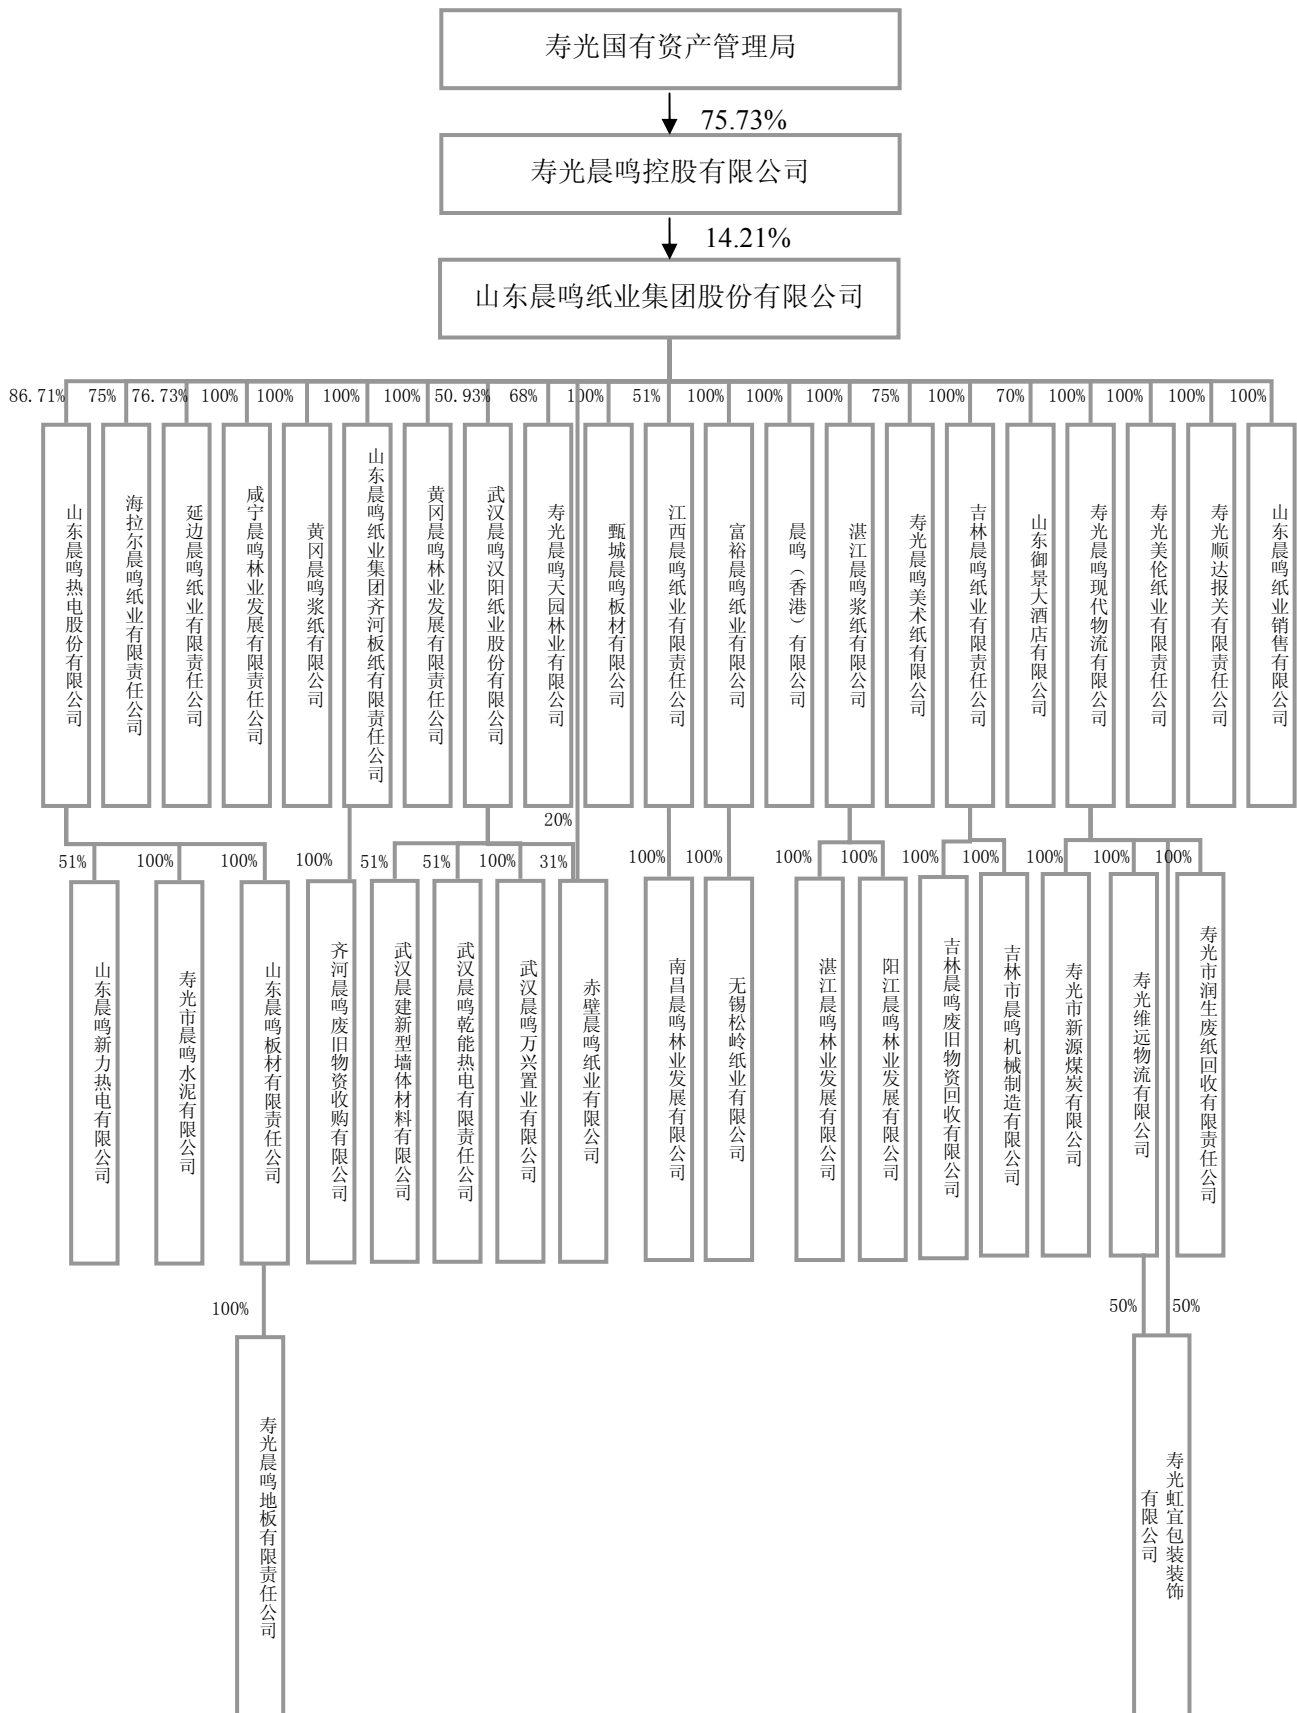 寿光国有资产管理局
75.73%
寿光晨鸣控股有限公司
14.21%
山东晨鸣纸业集团股份有限公司
86.71%
75%
76.73%
100%
100%
100%
100%
50.93%
68%
100%
51%
100%
100%
100%
75%
100%
70%
100%
100%
100%
100%
山东晨鸣热电股份有限公司
海拉尔晨鸣纸业有限责任公司
延边晨鸣纸业有限责任公司
咸宁晨鸣林业发展有限责任公司
黄冈晨鸣浆纸有限公司
山东晨鸣纸业集团齐河板纸有限责任公司
黄冈晨鸣林业发展有限责任公司
武汉晨鸣汉阳纸业股份有限公司
寿光晨鸣天园林业有限公司
甄城晨鸣板材有限公司
江西晨鸣纸业有限责任公司
富裕晨鸣纸业有限公司
晨鸣（香港）有限公司
湛江晨鸣浆纸有限公司
寿光晨鸣美术纸有限公司
吉林晨鸣纸业有限责任公司
山东御景大酒店有限公司
寿光晨鸣现代物流有限公司
寿光美伦纸业有限责任公司
寿光顺达报关有限责任公司
山东晨鸣纸业销售有限公司
20%
51%
100%
100%
100%
51%
51%
100%
31%
100%
100%
100%
100%
100%
100%
100%
100%
100%
山东晨鸣新力热电有限公司
寿光市晨鸣水泥有限公司
山东晨鸣板材有限责任公司
齐河晨鸣废旧物资收购有限公司
武汉晨建新型墙体材料有限公司
武汉晨鸣乾能热电有限责任公司
武汉晨鸣万兴置业有限公司
赤壁晨鸣纸业有限公司
南昌晨鸣林业发展有限公司
无锡松岭纸业有限公司
湛江晨鸣林业发展有限公司
阳江晨鸣林业发展有限公司
吉林晨鸣废旧物资回收有限公司
吉林市晨鸣机械制造有限公司
寿光市新源煤炭有限公司
寿光维远物流有限公司
寿光市润生废纸回收有限责任公司
100%
50%
50%
寿光晨鸣地板有限责任公司
寿光虹宜包装装饰
有限公司